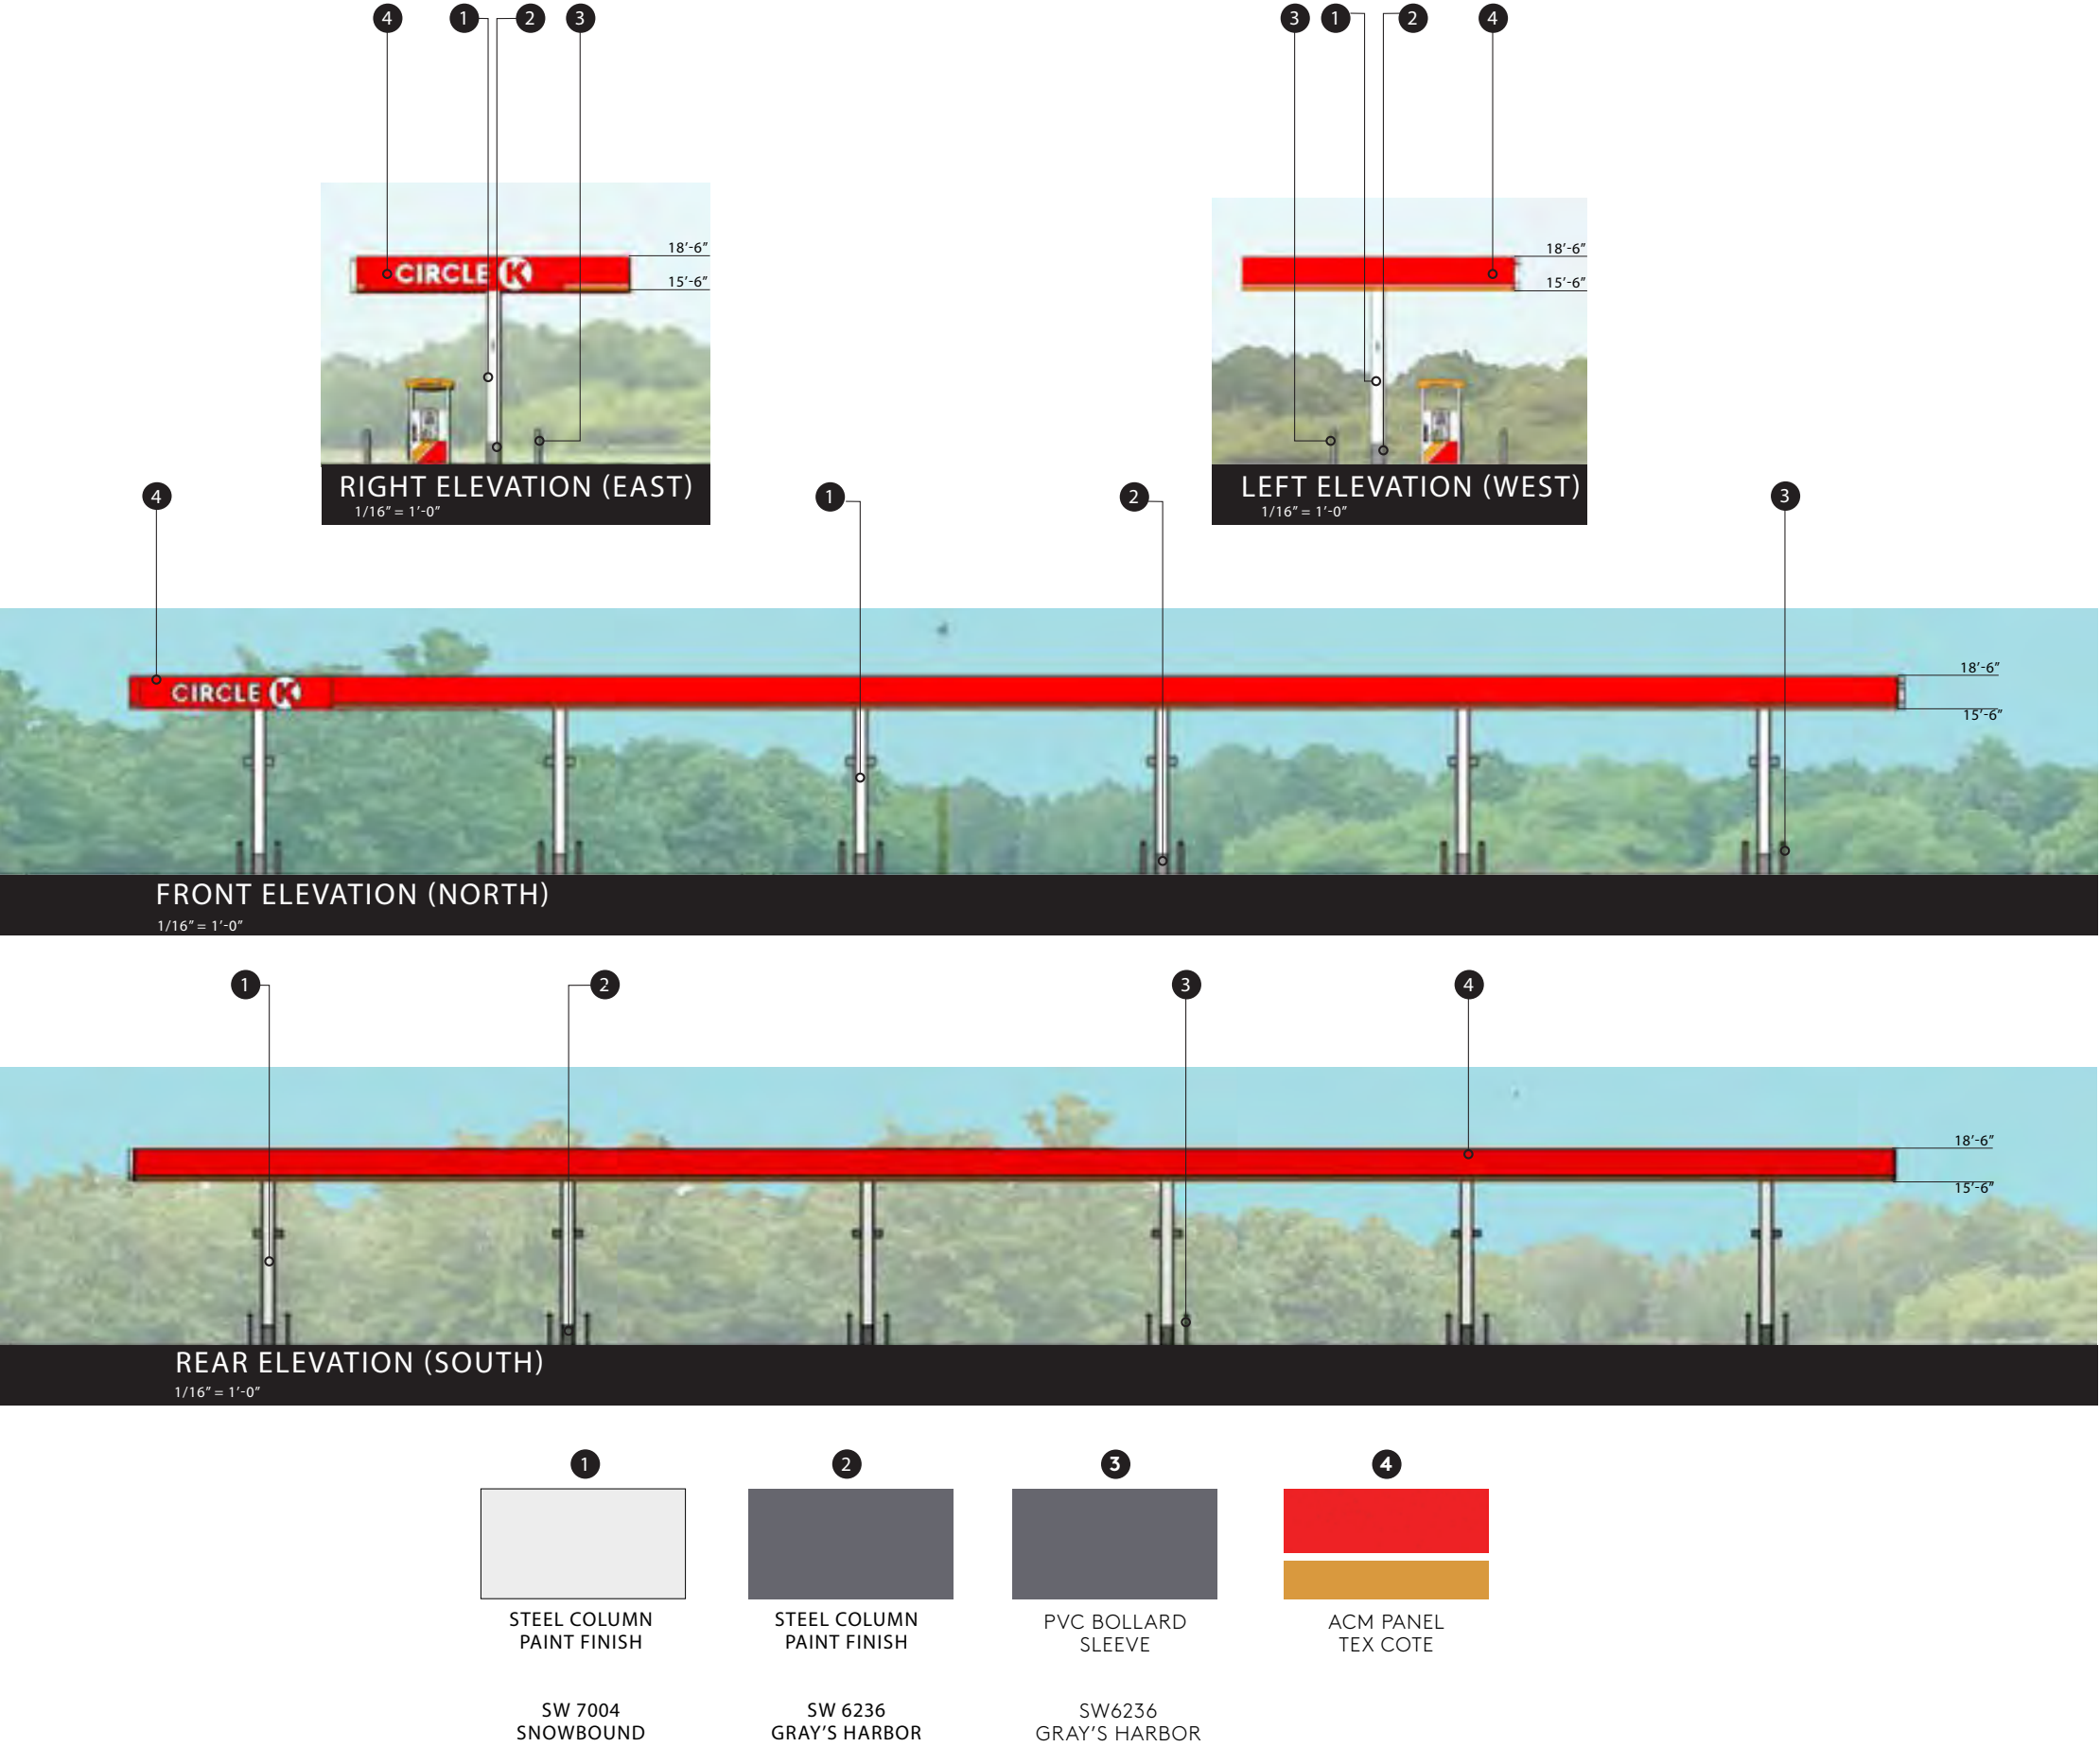 4 1 2 3
3 1 2 4
18'-6"
15'-6"
CIRCLE K
RIGHT ELEVATION (EAST)
1/16" = 1'-0"
18'-6"
15'-6"
LEFT ELEVATION (WEST)
1/16" = 1'-0"
4 1 2 3
CIRCLE K
18'-6"
15'-6"
FRONT ELEVATION (NORTH)
1/16" = 1'-0"
1 2 3 4
18'-6"
15'-6"
REAR ELEVATION (SOUTH)
1/16" = 1'-0"
1
STEEL COLUMN
PAINT FINISH
SW 7004
SNOWBOUND
2
STEEL COLUMN
PAINT FINISH
SW 6236
GRAY'S HARBOR
3
PVC BOLLARD
SLEEVE
SW6236
GRAY'S HARBOR
4
ACM PANEL
TEX COTE